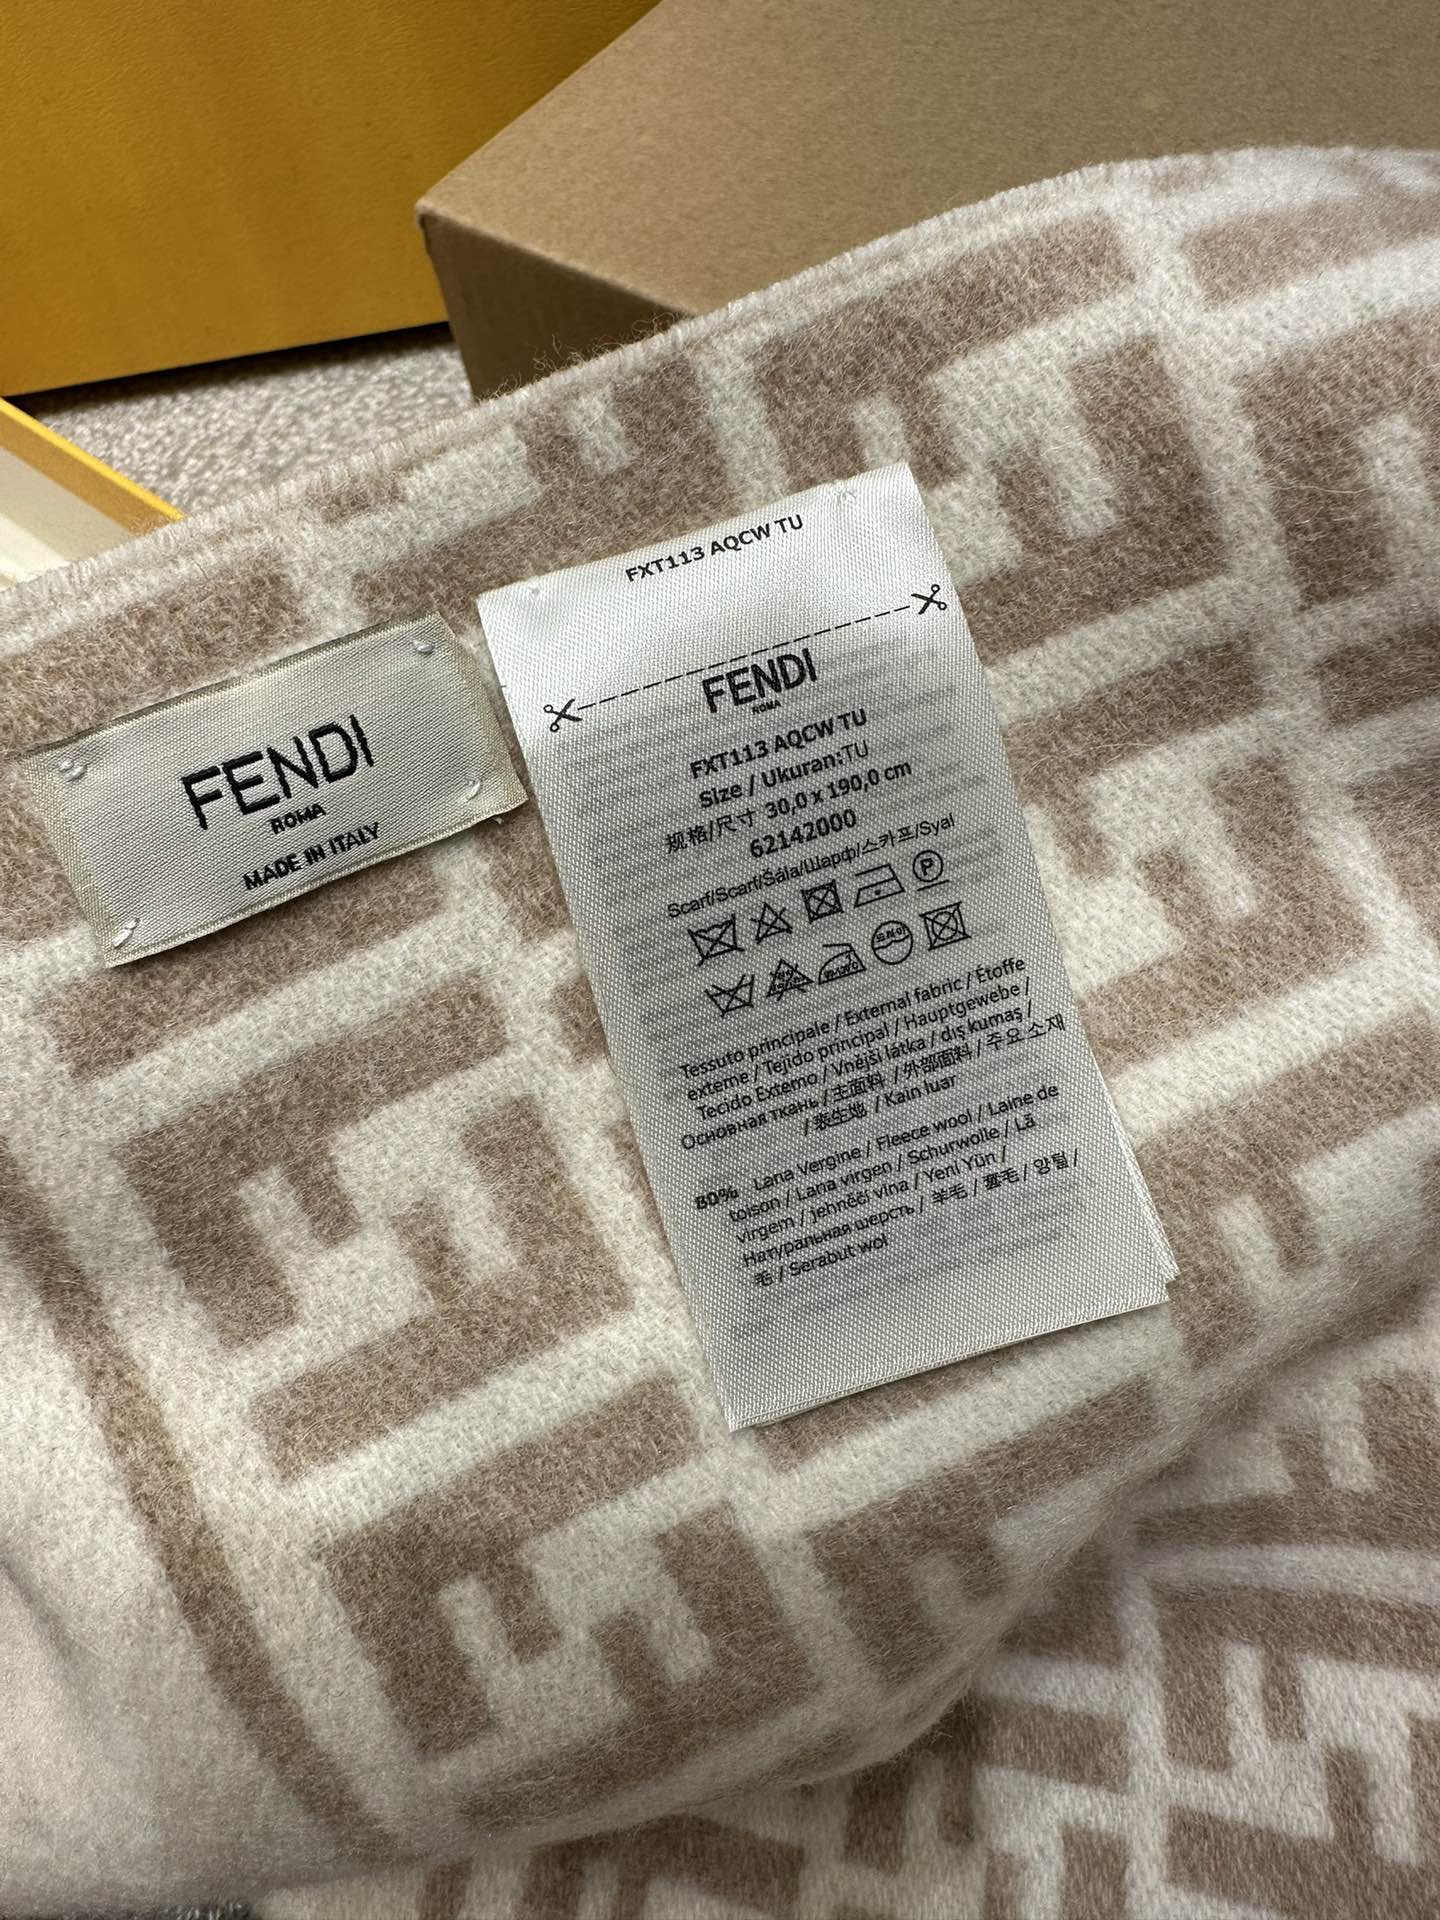 FENDI
ROMA
MADE IN ITALY
FXT113 AQCW TU
FENDI
ROMA
FXT113 AQCW TU
Size / Ukuran:TU
规格/尺寸 30,0 x 190,0 cm
62142000
Scarf/Scarf/Šála/Шарф/스카프/Syal
P
드라이
Tessuto principale / External fabric / Étoffe
externe / Tejido principal / Hauptgewebe /
Tecido Externo / Vnější látka / dış kumaş /
Основная ткань / 主面料 / 外部面料 / 주요 소재
/ 表生地 / Kain luar
80% Lana Vergine / Fleece wool / Laine de
toison / Lana virgen / Schurwolle / Lã
virgem / jehněčí vlna / Yeni Yün /
Натуральная шерсть / 羊毛 / 양털 /
毛 / Serabut wol